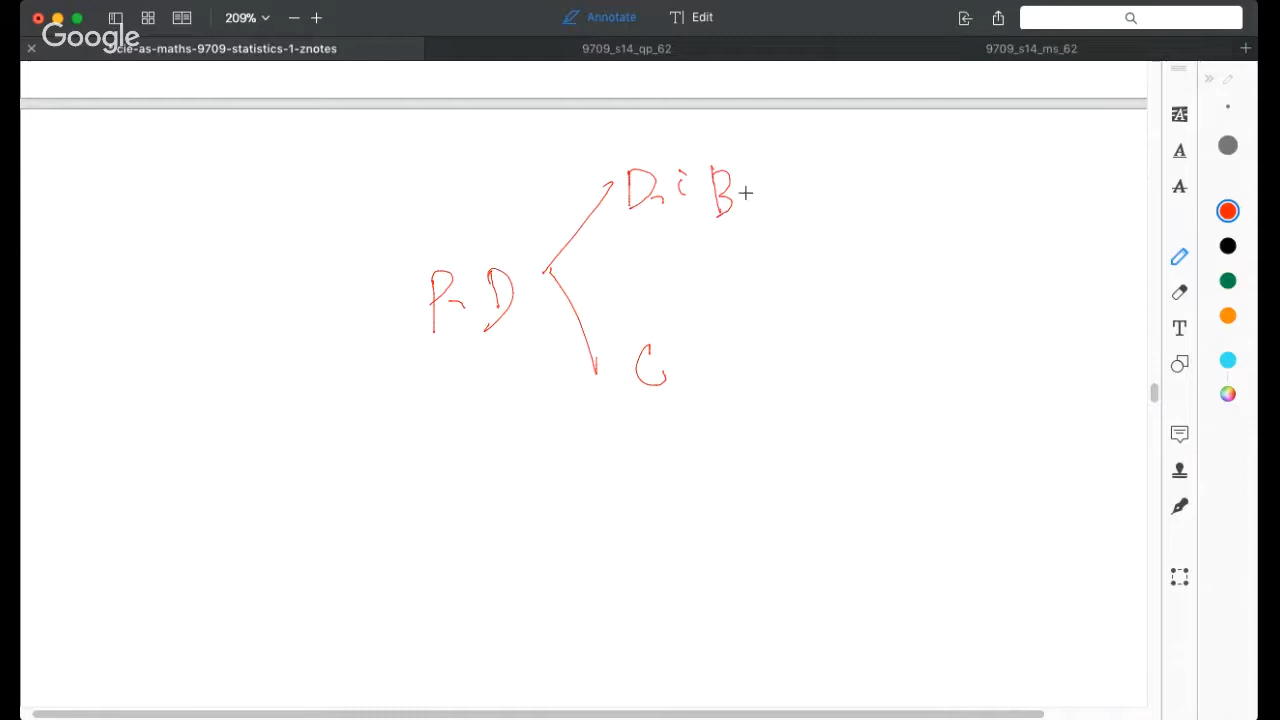 209%
Annotate
Edit
Google
cie-as-maths-9709-statistics-1-znotes
9709_s14_qp_62
9709_s14_ms_62
D
B
P
D
C